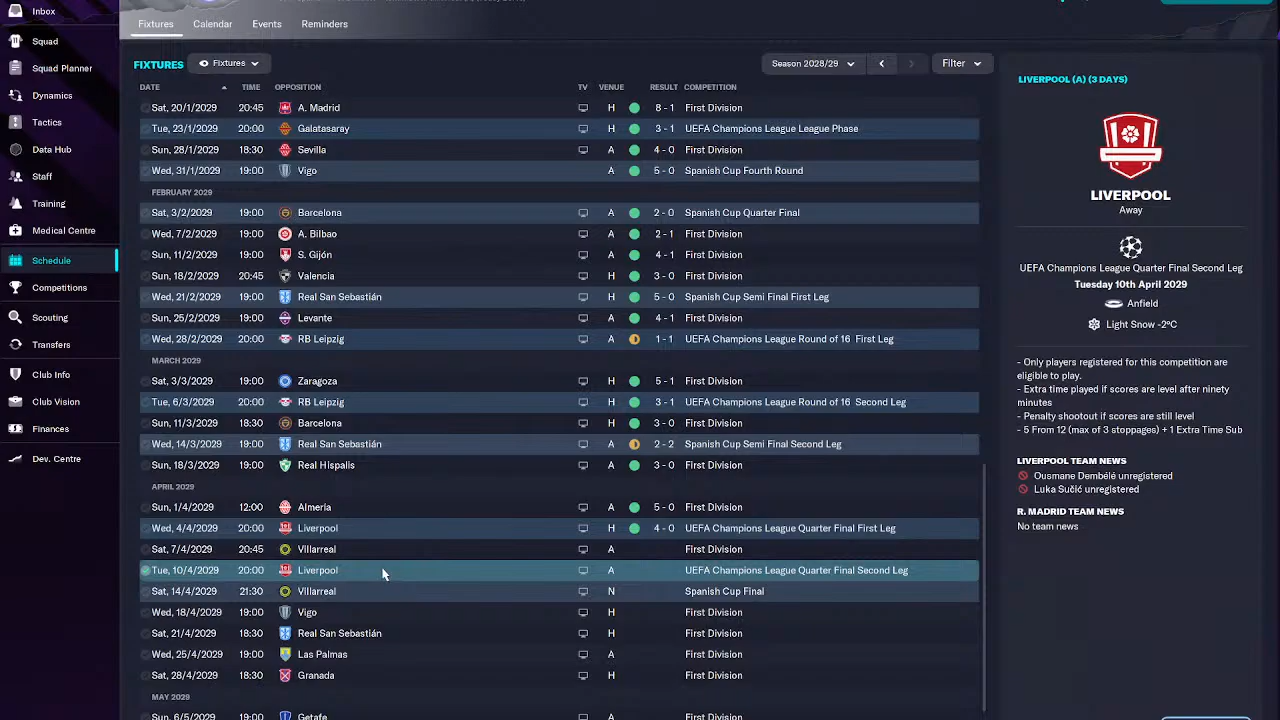 Inbox
Squad
Squad Planner
Dynamics
Tactics
Data Hub
Staff
Training
Medical Centre
Schedule
Competitions
Scouting
Transfers
Club Info
Club Vision
Finances
Dev. Centre
Fixtures Calendar Events Reminders
FIXTURES Fixtures Season 2028/29 Filter
DATE TIME OPPOSITION TV VENUE RESULT COMPETITION
Sat, 20/1/2029 20:45 A. Madrid H 8 - 1 First Division
Tue, 23/1/2029 20:00 Galatasaray H 3 - 1 UEFA Champions League League Phase
Sun, 28/1/2029 18:30 Sevilla A 4 - 0 First Division
Wed, 31/1/2029 19:00 Vigo A 5 - 0 Spanish Cup Fourth Round
FEBRUARY 2029
Sat, 3/2/2029 19:00 Barcelona A 2 - 0 Spanish Cup Quarter Final
Wed, 7/2/2029 19:00 A. Bilbao A 2 - 1 First Division
Sun, 11/2/2029 19:00 S. Gijón A 4 - 1 First Division
Sun, 18/2/2029 20:45 Valencia H 3 - 0 First Division
Wed, 21/2/2029 19:00 Real San Sebastián H 5 - 0 Spanish Cup Semi Final First Leg
Sun, 25/2/2029 19:00 Levante A 4 - 1 First Division
Wed, 28/2/2029 20:00 RB Leipzig A 1 - 1 UEFA Champions League Round of 16 First Leg
MARCH 2029
Sat, 3/3/2029 19:00 Zaragoza H 5 - 1 First Division
Tue, 6/3/2029 20:00 RB Leipzig H 3 - 1 UEFA Champions League Round of 16 Second Leg
Sun, 11/3/2029 18:30 Barcelona H 3 - 0 First Division
Wed, 14/3/2029 19:00 Real San Sebastián A 2 - 2 Spanish Cup Semi Final Second Leg
Sun, 18/3/2029 19:00 Real Hispalis A 3 - 0 First Division
APRIL 2029
Sun, 1/4/2029 12:00 Almería A 5 - 0 First Division
Wed, 4/4/2029 20:00 Liverpool H 4 - 0 UEFA Champions League Quarter Final First Leg
Sat, 7/4/2029 20:45 Villarreal A First Division
Tue, 10/4/2029 20:00 Liverpool A UEFA Champions League Quarter Final Second Leg
Sat, 14/4/2029 21:30 Villarreal N Spanish Cup Final
Wed, 18/4/2029 19:00 Vigo H First Division
Sat, 21/4/2029 18:30 Real San Sebastián H First Division
Wed, 25/4/2029 19:00 Las Palmas A First Division
Sat, 28/4/2029 18:30 Granada H First Division
MAY 2029
Sun, 6/5/2029 19:00 Getafe A First Division
LIVERPOOL (A) (3 DAYS)
LIVERPOOL
Away
UEFA Champions League Quarter Final Second Leg
Tuesday 10th April 2029
Anfield
Light Snow -2ºC
- Only players registered for this competition are
eligible to play.
- Extra time played if scores are level after ninety
minutes
- Penalty shootout if scores are still level
- 5 From 12 (max of 3 stoppages) + 1 Extra Time Sub
LIVERPOOL TEAM NEWS
Ousmane Dembélé unregistered
Luka Sučić unregistered
R. MADRID TEAM NEWS
No team news